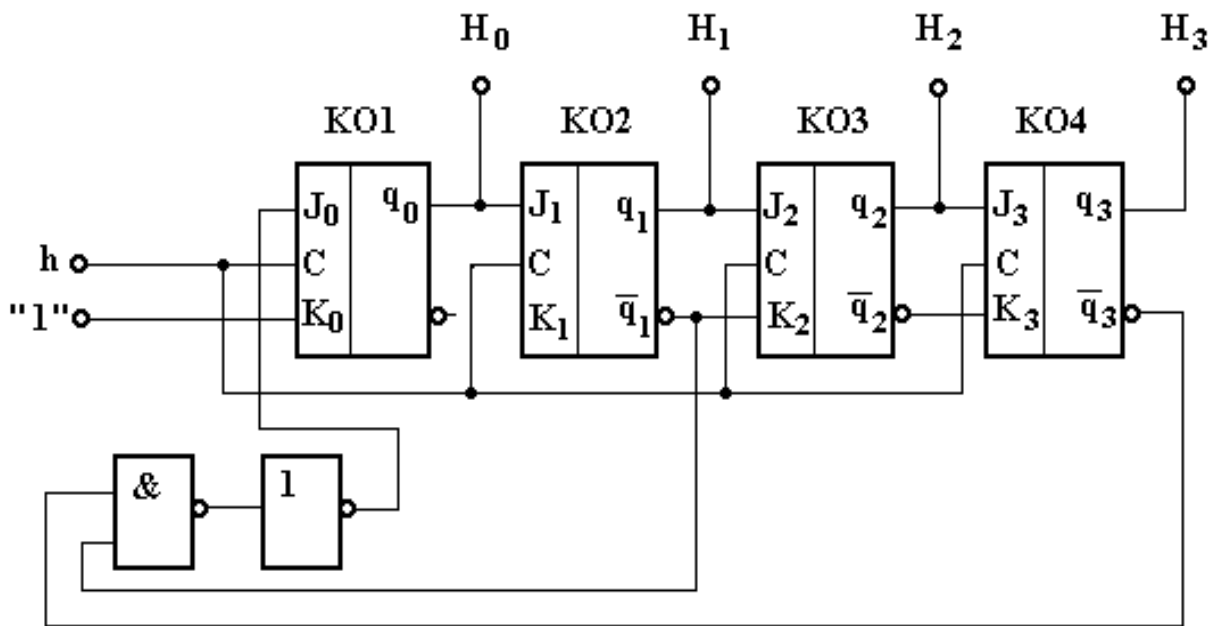 H₀ H₁ H₂ H₃
KO1 KO2 KO3 KO4
J₀ q₀ J₁ q₁ J₂ q₂ J₃ q₃
h C C C C
"1" K₀ K₁ q̅₁ K₂ q̅₂ K₃ q̅₃
& 1